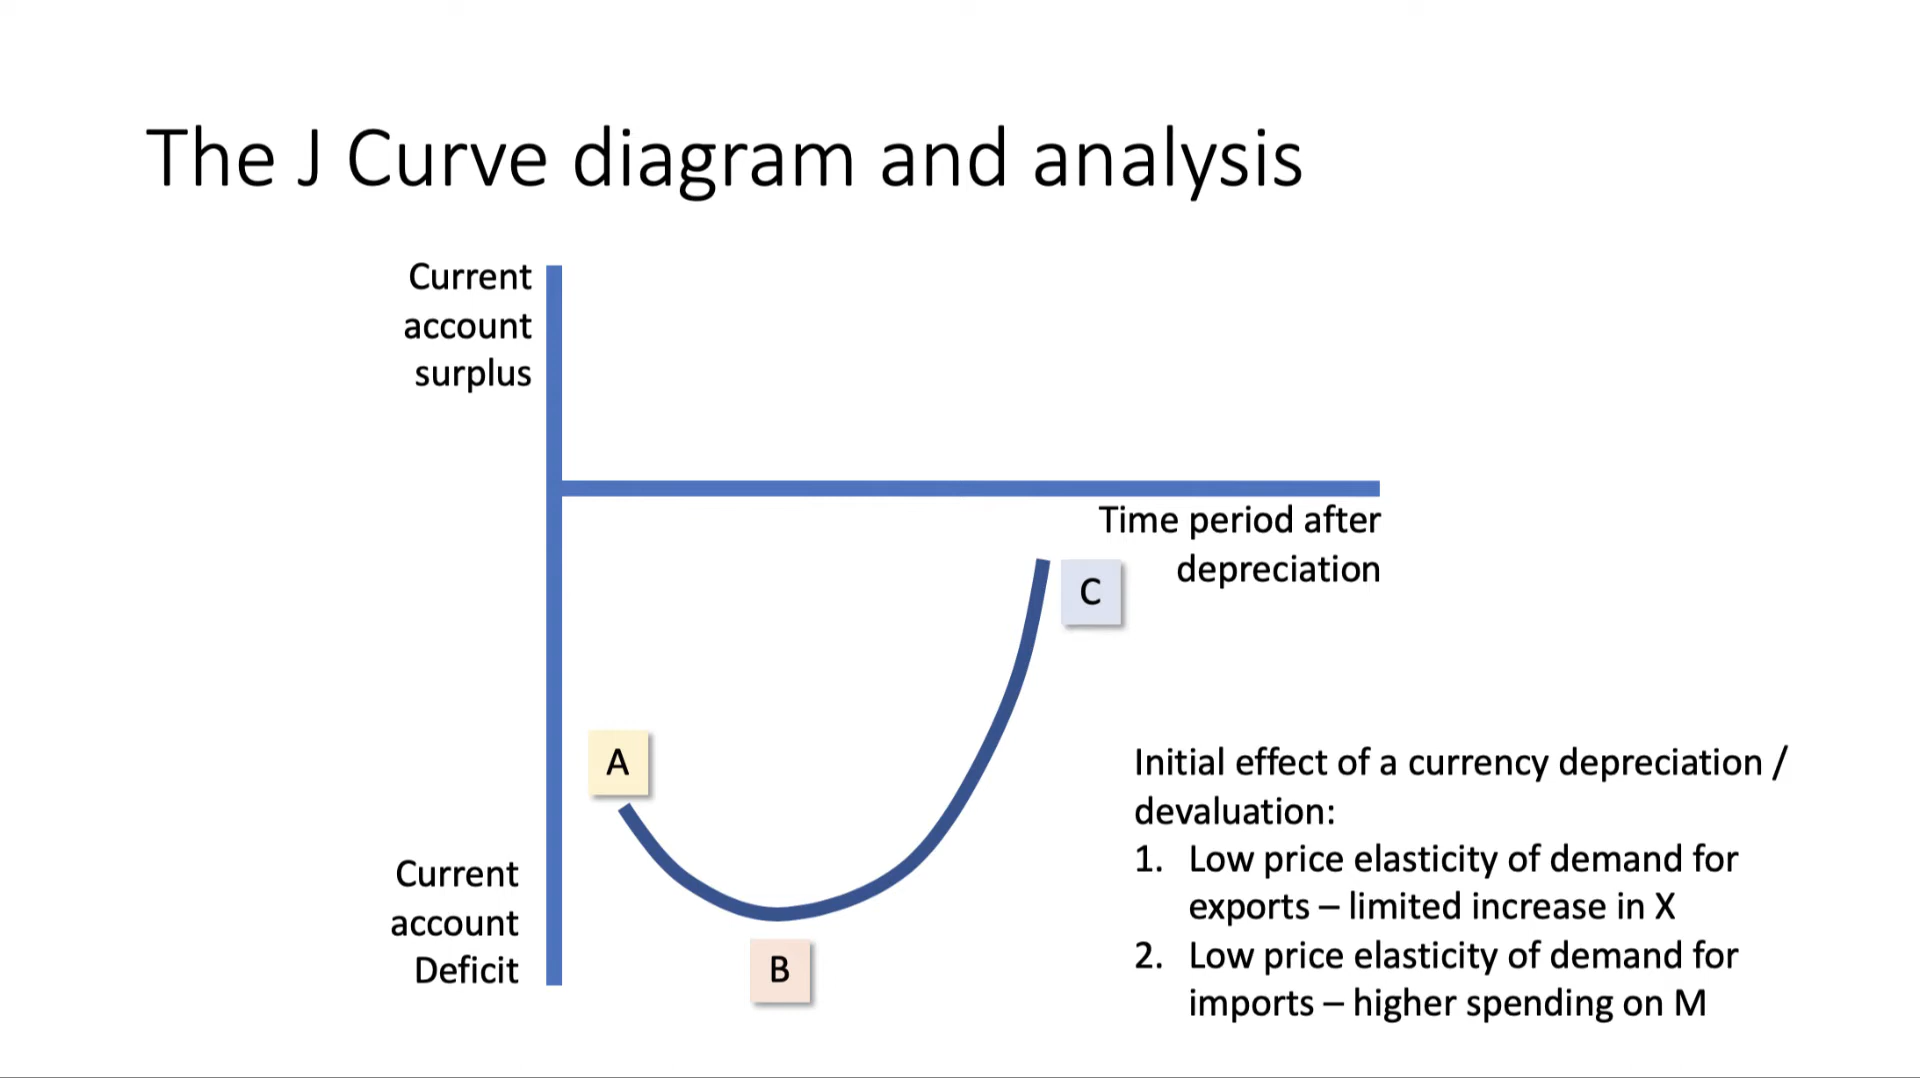 The J Curve diagram and analysis
Current
account
surplus
Time period after
depreciation
C
A
Current
account
Deficit
B
Initial effect of a currency depreciation /
devaluation:
1. Low price elasticity of demand for
exports – limited increase in X
2. Low price elasticity of demand for
imports – higher spending on M